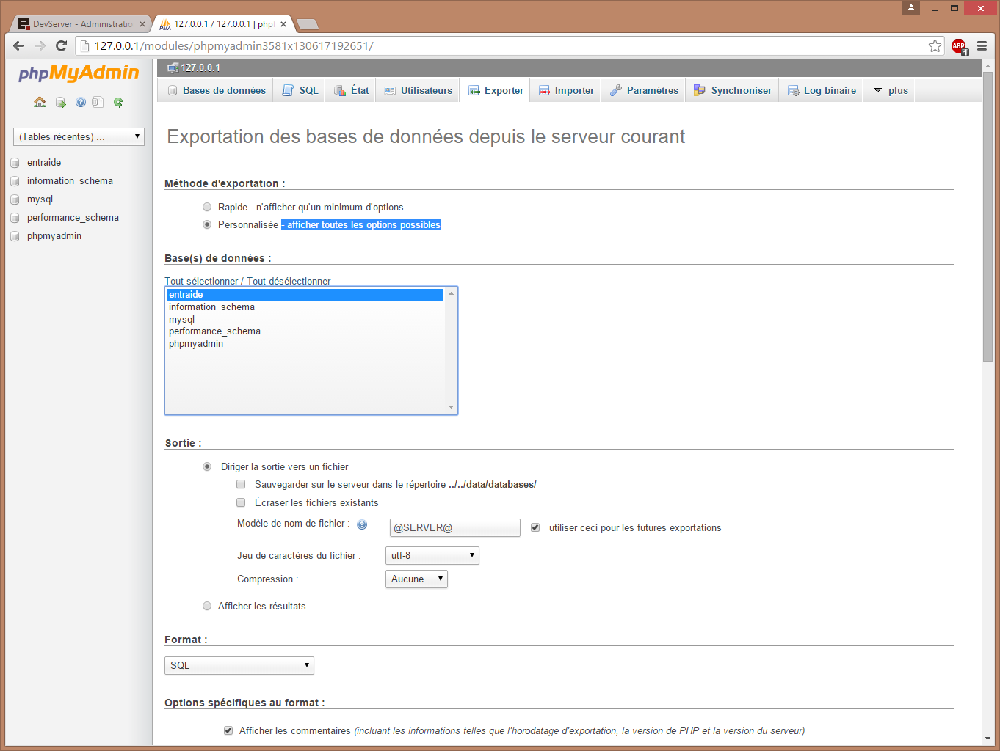 DevServer - Administratio
127.0.0.1 / 127.0.0.1 | phpl
127.0.0.1/modules/phpmyadmin3581x130617192651/
ABP
1
phpMyAdmin
(Tables récentes) ...
entraide
information_schema
mysql
performance_schema
phpmyadmin
127.0.0.1
Bases de données SQL État Utilisateurs Exporter Importer Paramètres Synchroniser Log binaire plus
Exportation des bases de données depuis le serveur courant
Méthode d'exportation :
Rapide - n'afficher qu'un minimum d'options
Personnalisée - afficher toutes les options possibles
Base(s) de données :
Tout sélectionner / Tout désélectionner
entraide
information_schema
mysql
performance_schema
phpmyadmin
Sortie :
Diriger la sortie vers un fichier
Sauvegarder sur le serveur dans le répertoire ../../data/databases/
Écraser les fichiers existants
Modèle de nom de fichier : @SERVER@ utiliser ceci pour les futures exportations
Jeu de caractères du fichier : utf-8
Compression : Aucune
Afficher les résultats
Format :
SQL
Options spécifiques au format :
Afficher les commentaires (incluant les informations telles que l'horodatage d'exportation, la version de PHP et la version du serveur)